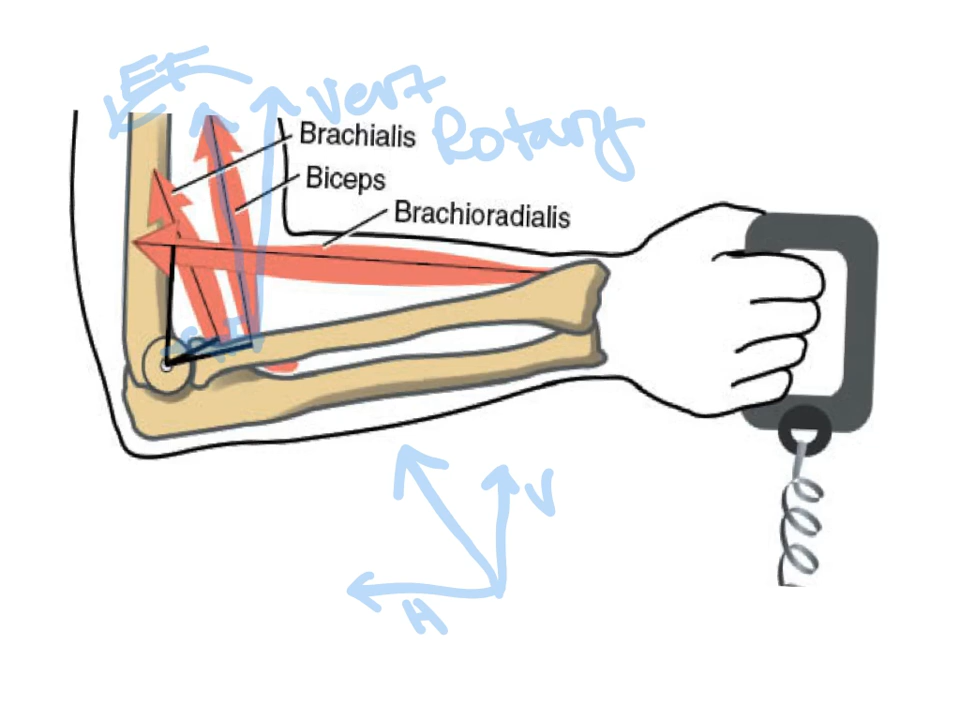 EF
Vert
Rotary
Brachialis
Biceps
Brachioradialis
V
H